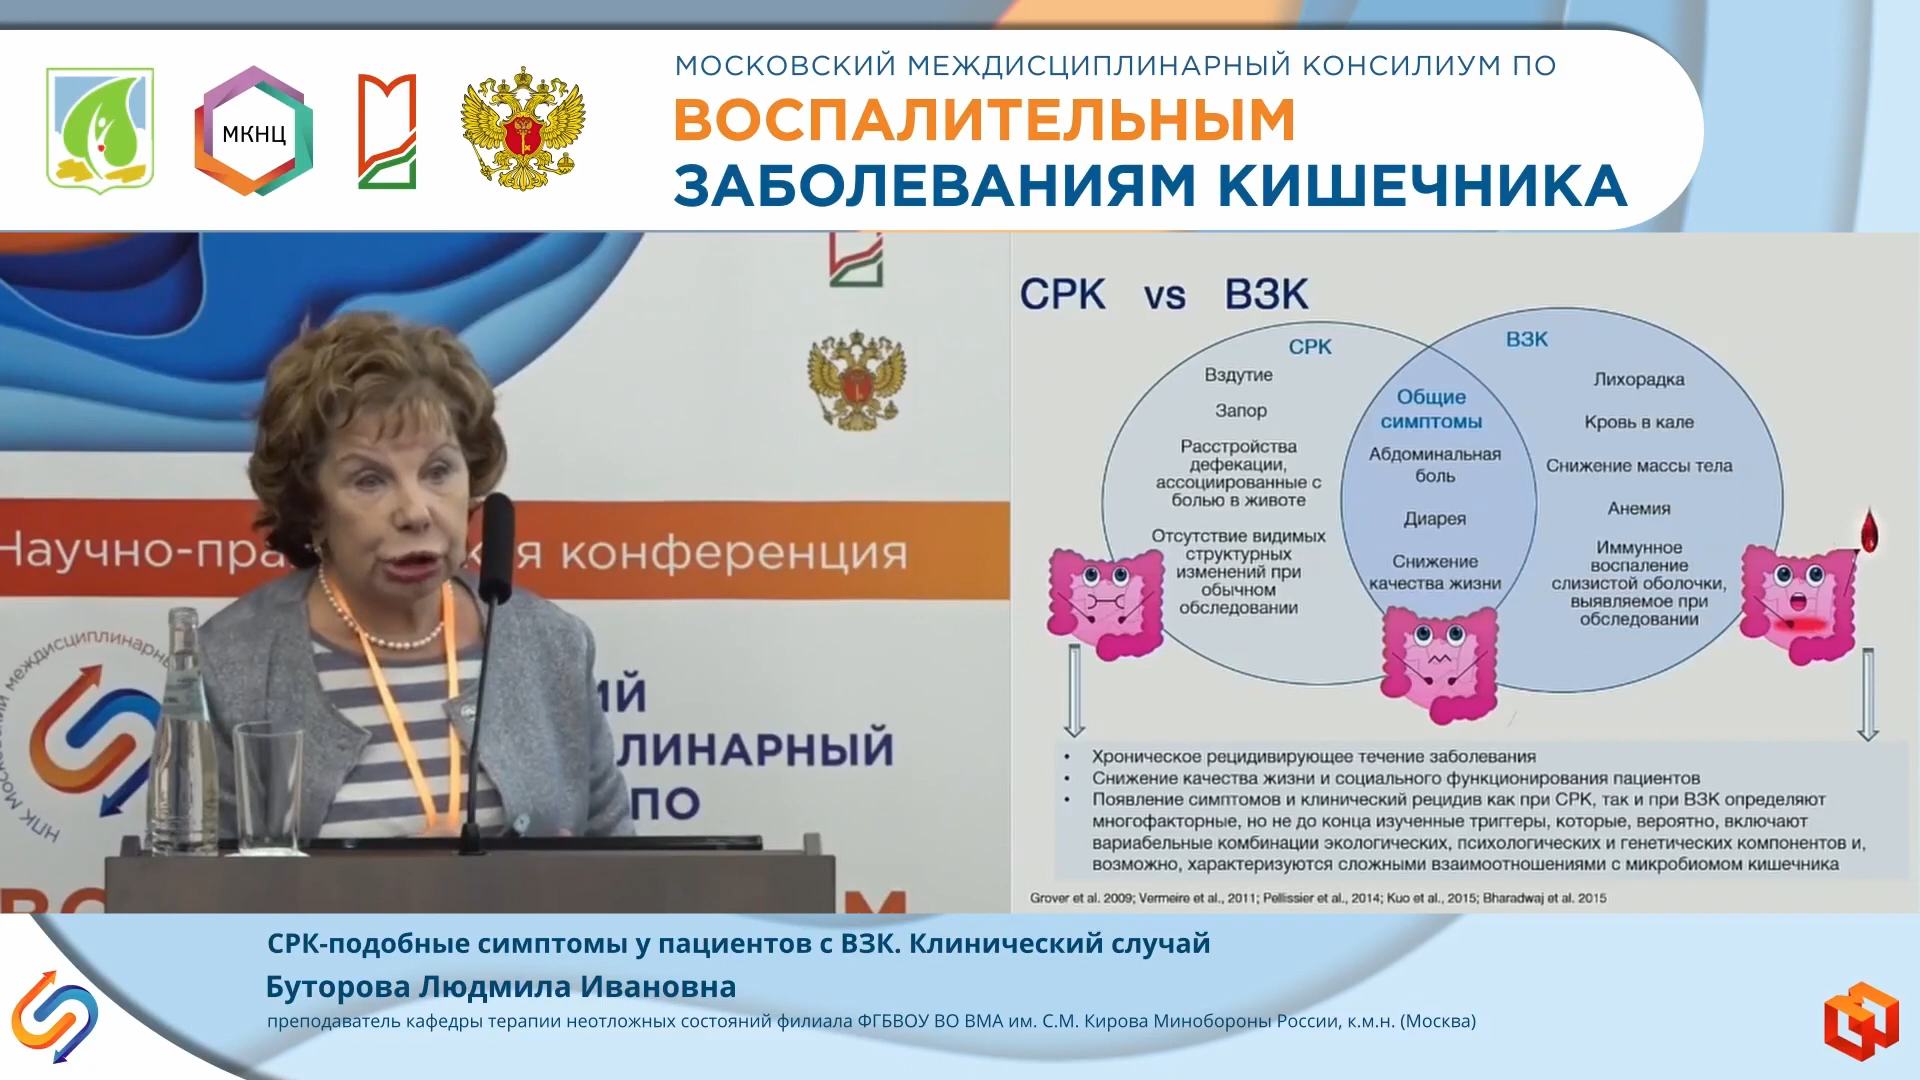 МКНЦ
МОСКОВСКИЙ МЕЖДИСЦИПЛИНАРНЫЙ КОНСИЛИУМ ПО
ВОСПАЛИТЕЛЬНЫМ
ЗАБОЛЕВАНИЯМ КИШЕЧНИКА
конференция
НПК Московский междисциплинарн
ИЙ
ЛИНАРНЫЙ
ПО
СРК vs ВЗК
СРК
Вздутие
Запор
Расстройства
дефекации,
ассоциированные с
болью в животе
Отсутствие видимых
структурных
изменений при
обычном
обследовании
Общие
симптомы
Абдоминальная
боль
Диарея
Снижение
качества жизни
ВЗК
Лихорадка
Кровь в кале
Снижение массы тела
Анемия
Иммунное
воспаление
слизистой оболочки,
выявляемое при
обследовании
• Хроническое рецидивирующее течение заболевания
• Снижение качества жизни и социального функционирования пациентов
• Появление симптомов и клинический рецидив как при СРК, так и при ВЗК определяют
многофакторные, но не до конца изученные триггеры, которые, вероятно, включают
вариабельные комбинации экологических, психологических и генетических компонентов и,
возможно, характеризуются сложными взаимоотношениями с микробиомом кишечника
Grover et al. 2009; Vermeire et al., 2011; Pellissier et al., 2014; Kuo et al., 2015; Bharadwaj et al. 2015
СРК-подобные симптомы у пациентов с ВЗК. Клинический случай
Буторова Людмила Ивановна
преподаватель кафедры терапии неотложных состояний филиала ФГБВОУ ВО ВМА им. С.М. Кирова Минобороны России, к.м.н. (Москва)